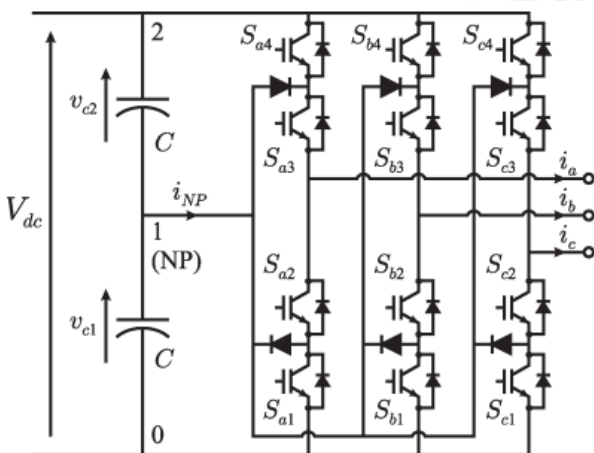 2
S_{a4}
S_{b4}
S_{c4}
v_{c2}
C
S_{a3}
S_{b3}
S_{c3}
i_a
i_{NP}
i_b
V_{dc}
1
(NP)
i_c
S_{a2}
S_{b2}
S_{c2}
v_{c1}
C
S_{a1}
S_{b1}
S_{c1}
0